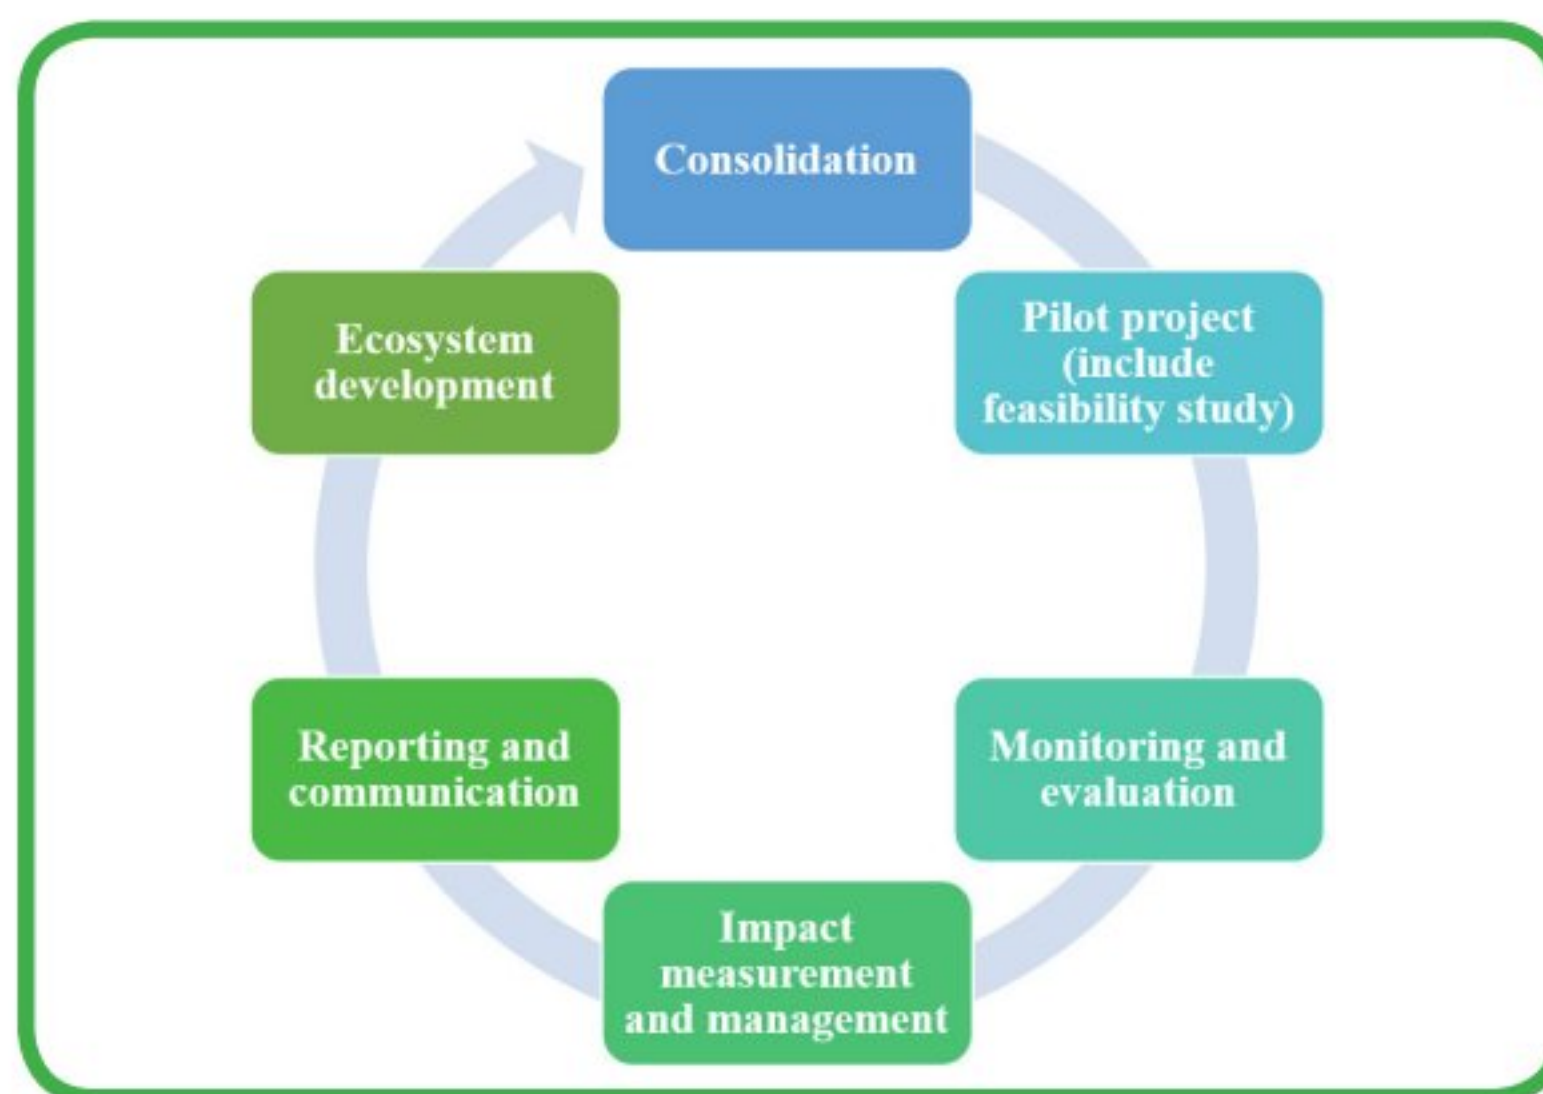 Consolidation
Pilot project
(include
feasibility study)
Monitoring and
evaluation
Impact
measurement
and management
Reporting and
communication
Ecosystem
development